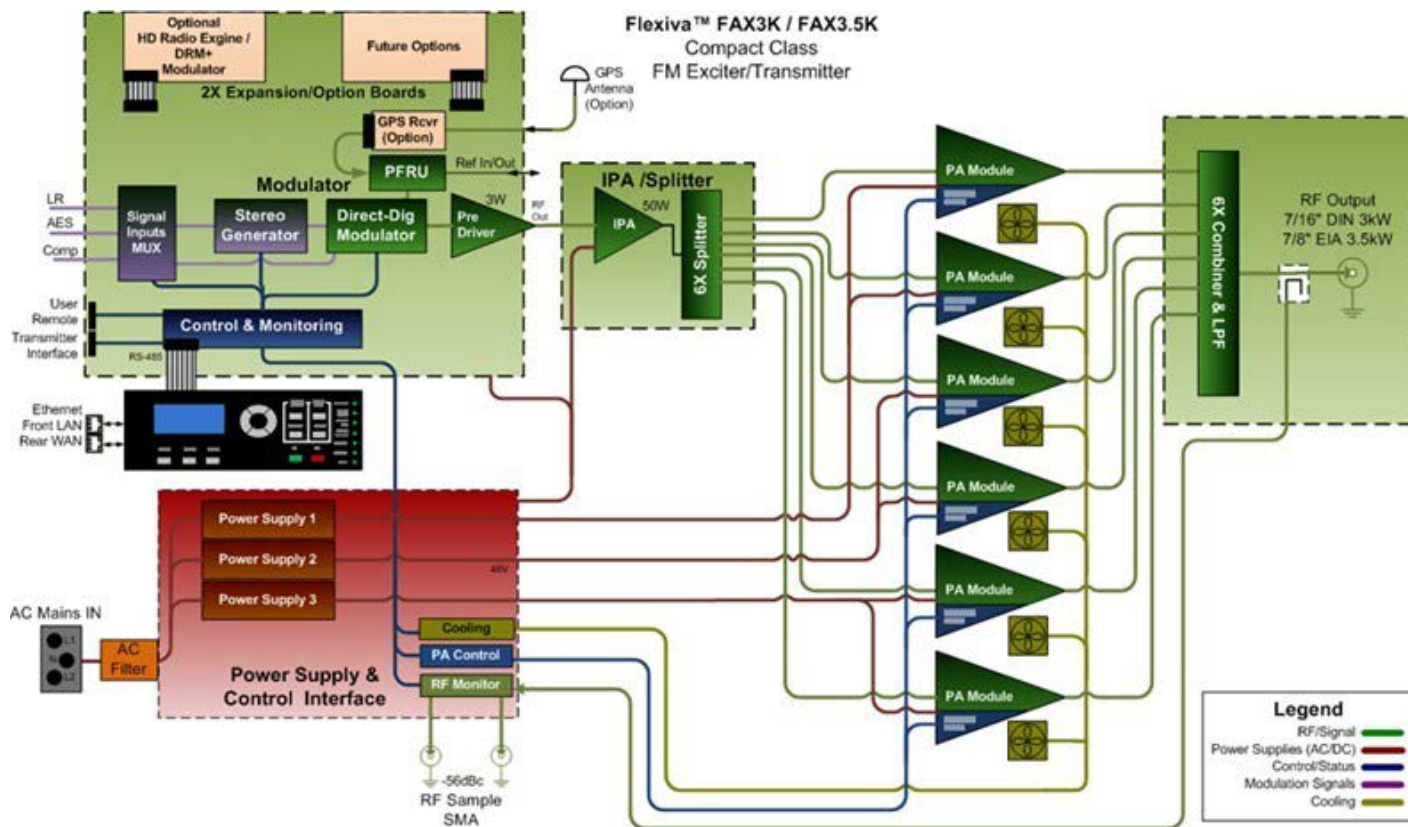 Flexiva™ FAX3K / FAX3.5K
Compact Class
FM Exciter/Transmitter
Optional
HD Radio Exgine /
DRM+
Modulator
Future Options
2X Expansion/Option Boards
GPS
Antenna
(Option)
GPS Rcvr
(Option)
PFRU
Ref In/Out
Modulator
LR
AES
Comp
Signal
Inputs
MUX
Stereo
Generator
Direct-Dig
Modulator
3W
Pre
Driver
RF
Out
IPA /Splitter
50W
IPA
6X Splitter
User
Remote
Transmitter
Interface
Control & Monitoring
RS-485
Ethernet
Front LAN
Rear WAN
PA Module
PA Module
PA Module
PA Module
PA Module
PA Module
6X Combiner & LPF
RF Output
7/16" DIN 3kW
7/8" EIA 3.5kW
Power Supply 1
Power Supply 2
Power Supply 3
48V
AC Mains IN
L1
N
L2
AC
Filter
Cooling
PA Control
RF Monitor
Power Supply &
Control Interface
-56dBc
RF Sample
SMA
Legend
RF/Signal
Power Supplies (AC/DC)
Control/Status
Modulation Signals
Cooling